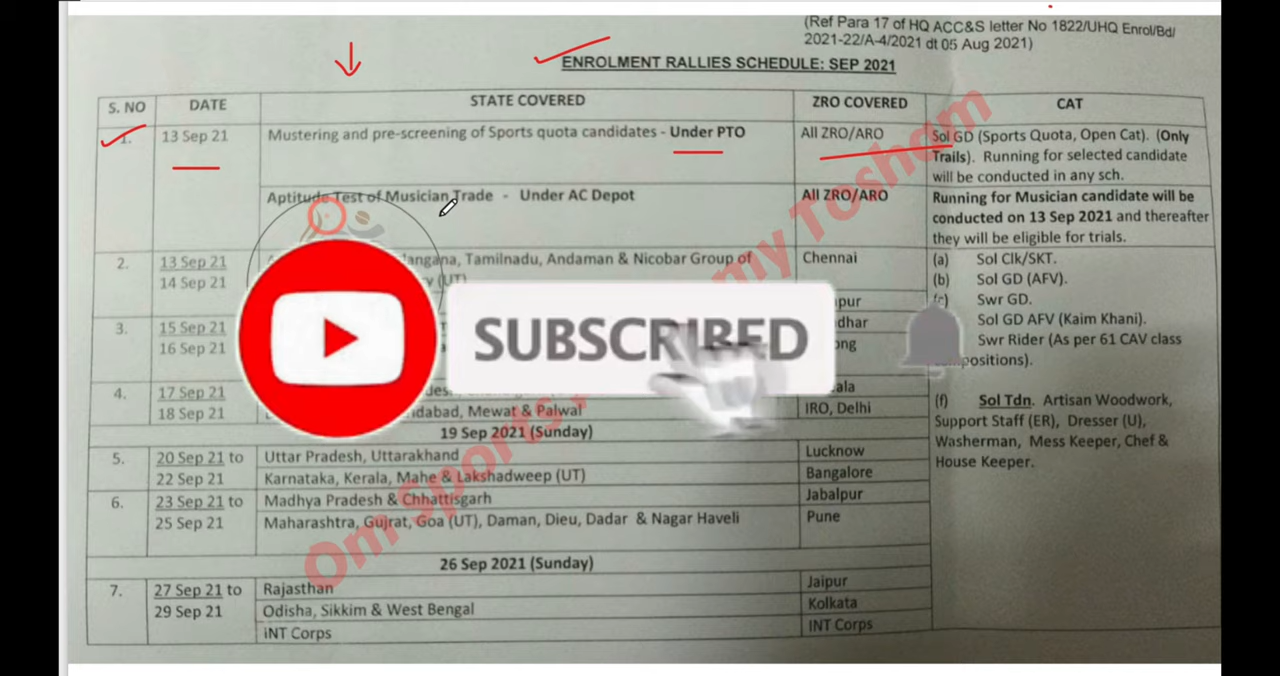 (Ref Para 17 of HQ ACC&S letter No 1822/UHQ Enrol/Bd/
2021-22/A-4/2021 dt 05 Aug 2021)
ENROLMENT RALLIES SCHEDULE: SEP 2021
S. NO DATE STATE COVERED ZRO COVERED CAT
1. 13 Sep 21 Mustering and pre-screening of Sports quota candidates - Under PTO All ZRO/ARO Sol GD (Sports Quota, Open Cat). (Only
Trails). Running for selected candidate
will be conducted in any sch.
Aptitude Test of Musician Trade - Under AC Depot All ZRO/ARO Running for Musician candidate will be
conducted on 13 Sep 2021 and thereafter
they will be eligible for trials.
2. 13 Sep 21 Tamilnadu, Andaman & Nicobar Group of Chennai (a) Sol Clk/SKT.
14 Sep 21 (UT) (b) Sol GD (AFV).
(c) Swr GD.
3. 15 Sep 21 Sol GD AFV (Kaim Khani).
16 Sep 21 Swr Rider (As per 61 CAV class
4. 17 Sep 21
18 Sep 21 Mewat & Palwal IRO, Delhi (f) Sol Tdn. Artisan Woodwork,
Support Staff (ER), Dresser (U),
Washerman, Mess Keeper, Chef &
House Keeper.
19 Sep 2021 (Sunday)
5. 20 Sep 21 to Uttar Pradesh, Uttarakhand Lucknow
22 Sep 21 Karnataka, Kerala, Mahe & Lakshadweep (UT) Bangalore
6. 23 Sep 21 to Madhya Pradesh & Chhattisgarh Jabalpur
25 Sep 21 Maharashtra, Gujrat, Goa (UT), Daman, Dieu, Dadar & Nagar Haveli Pune
26 Sep 2021 (Sunday)
7. 27 Sep 21 to Rajasthan Jaipur
29 Sep 21 Odisha, Sikkim & West Bengal Kolkata
iNT Corps INT Corps
SUBSCRIBED
Om sports my Tosham